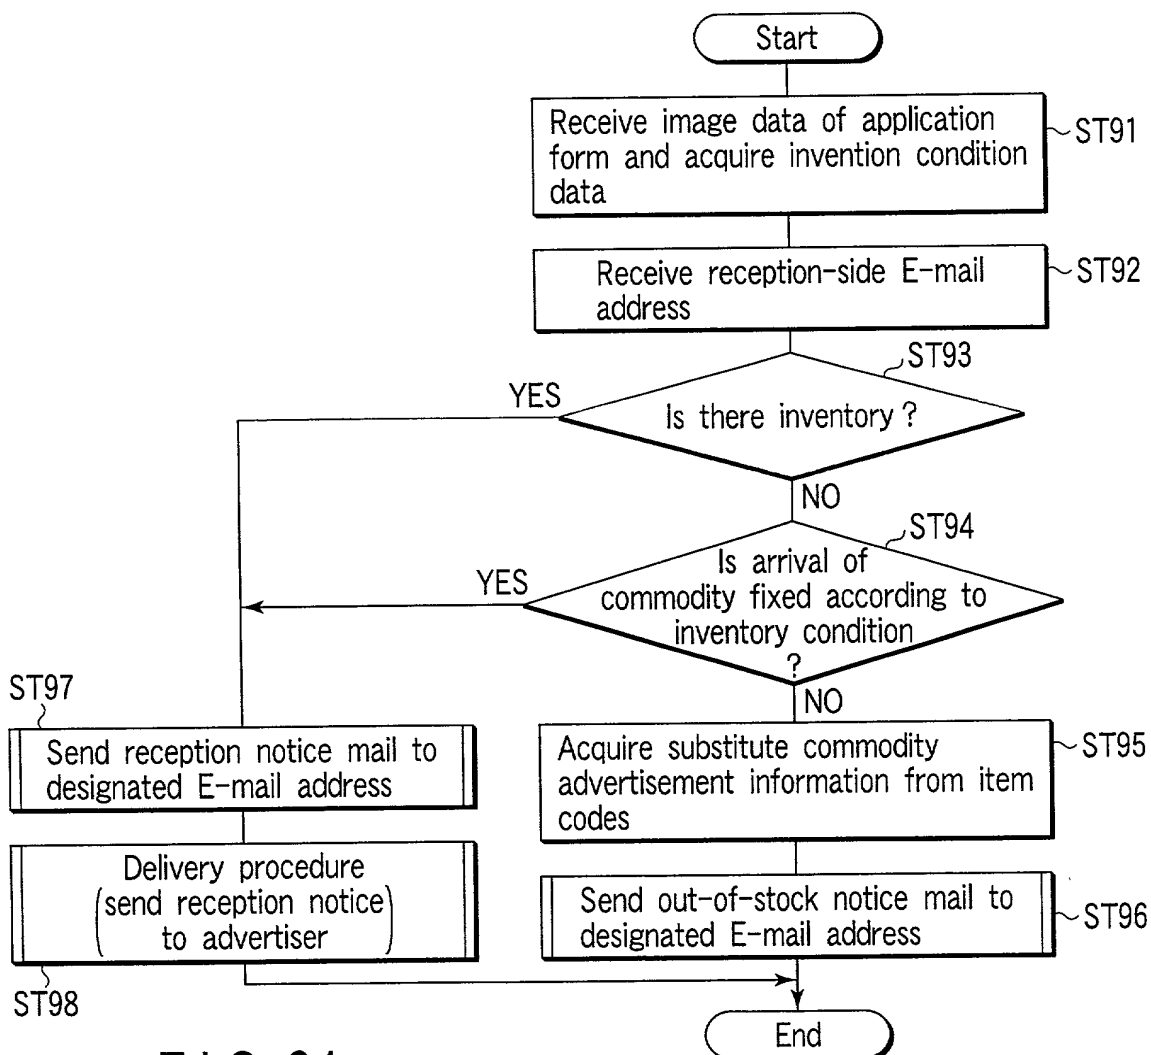 Start
Receive image data of application
form and acquire invention condition
data
ST91
Receive reception-side E-mail
address
ST92
ST93
Is there inventory?
YES
NO
ST94
Is arrival of
commodity fixed according to
inventory condition
?
YES
NO
ST97
Send reception notice mail to
designated E-mail address
Delivery procedure
(send reception notice
to advertiser)
ST98
Acquire substitute commodity
advertisement information from item
codes
ST95
Send out-of-stock notice mail to
designated E-mail address
ST96
End